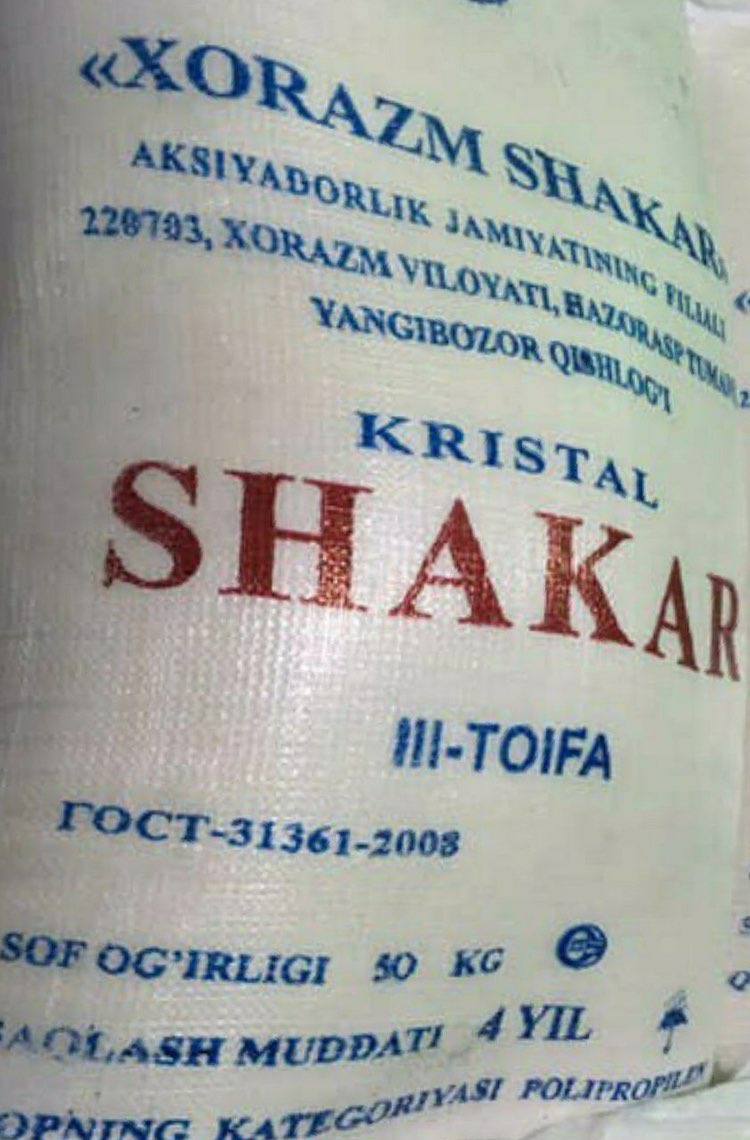 «XORAZM SHAKAR»
AKSIYADORLIK JAMIYATINING FILIALI
220703, XORAZM VILOYATI, HAZORASP TUMANI
YANGIBOZOR QISHLOG'I
KRISTAL
SHAKAR
III-TOIFA
ГОСТ-31361-2008
SOF OG'IRLIGI 50 KG
SAQLASH MUDDATI 4 YIL
KATEGORIYASI POLIPROPILEN